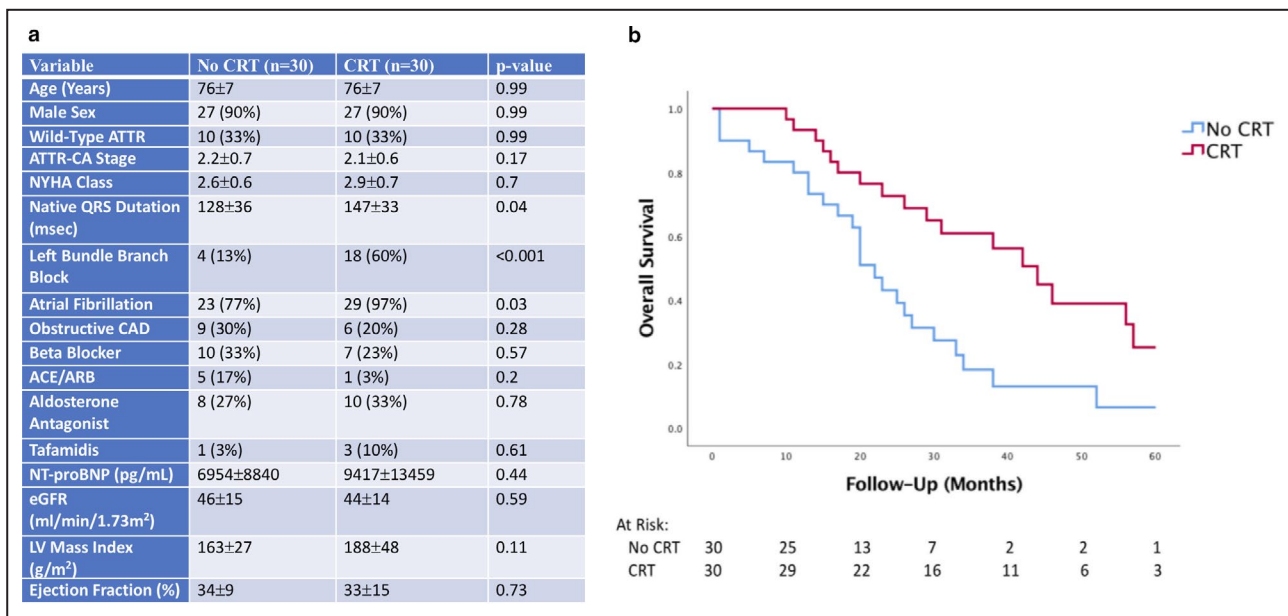 a
Variable No CRT (n=30) CRT (n=30) p-value
Age (Years) 76±7 76±7 0.99
Male Sex 27 (90%) 27 (90%) 0.99
Wild-Type ATTR 10 (33%) 10 (33%) 0.99
ATTR-CA Stage 2.2±0.7 2.1±0.6 0.17
NYHA Class 2.6±0.6 2.9±0.7 0.7
Native QRS Dutation 128±36 147±33 0.04
(msec)
Left Bundle Branch 4 (13%) 18 (60%) <0.001
Block
Atrial Fibrillation 23 (77%) 29 (97%) 0.03
Obstructive CAD 9 (30%) 6 (20%) 0.28
Beta Blocker 10 (33%) 7 (23%) 0.57
ACE/ARB 5 (17%) 1 (3%) 0.2
Aldosterone 8 (27%) 10 (33%) 0.78
Antagonist
Tafamidis 1 (3%) 3 (10%) 0.61
NT-proBNP (pg/mL) 6954±8840 9417±13459 0.44
eGFR 46±15 44±14 0.59
(ml/min/1.73m²)
LV Mass Index 163±27 188±48 0.11
(g/m²)
Ejection Fraction (%) 34±9 33±15 0.73
b
No CRT
CRT
Overall Survival
1.0
0.8
0.6
0.4
0.2
0.0
0 10 20 30 40 50 60
Follow-Up (Months)
At Risk:
No CRT 30 25 13 7 2 2 1
CRT 30 29 22 16 11 6 3